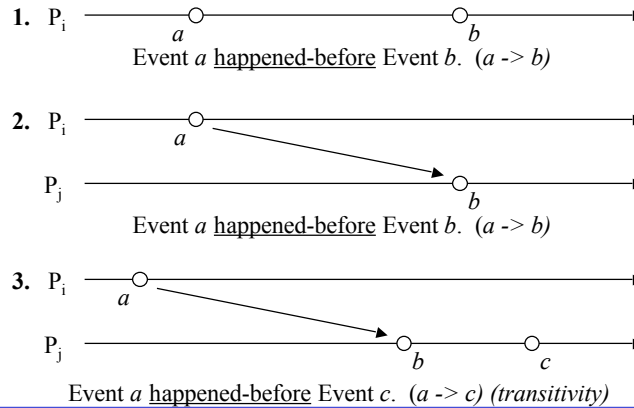 1. Pi
a b
Event a happened-before Event b. (a -> b)
2. Pi
a
Pj
b
Event a happened-before Event b. (a -> b)
3. Pi
a
Pj
b c
Event a happened-before Event c. (a -> c) (transitivity)